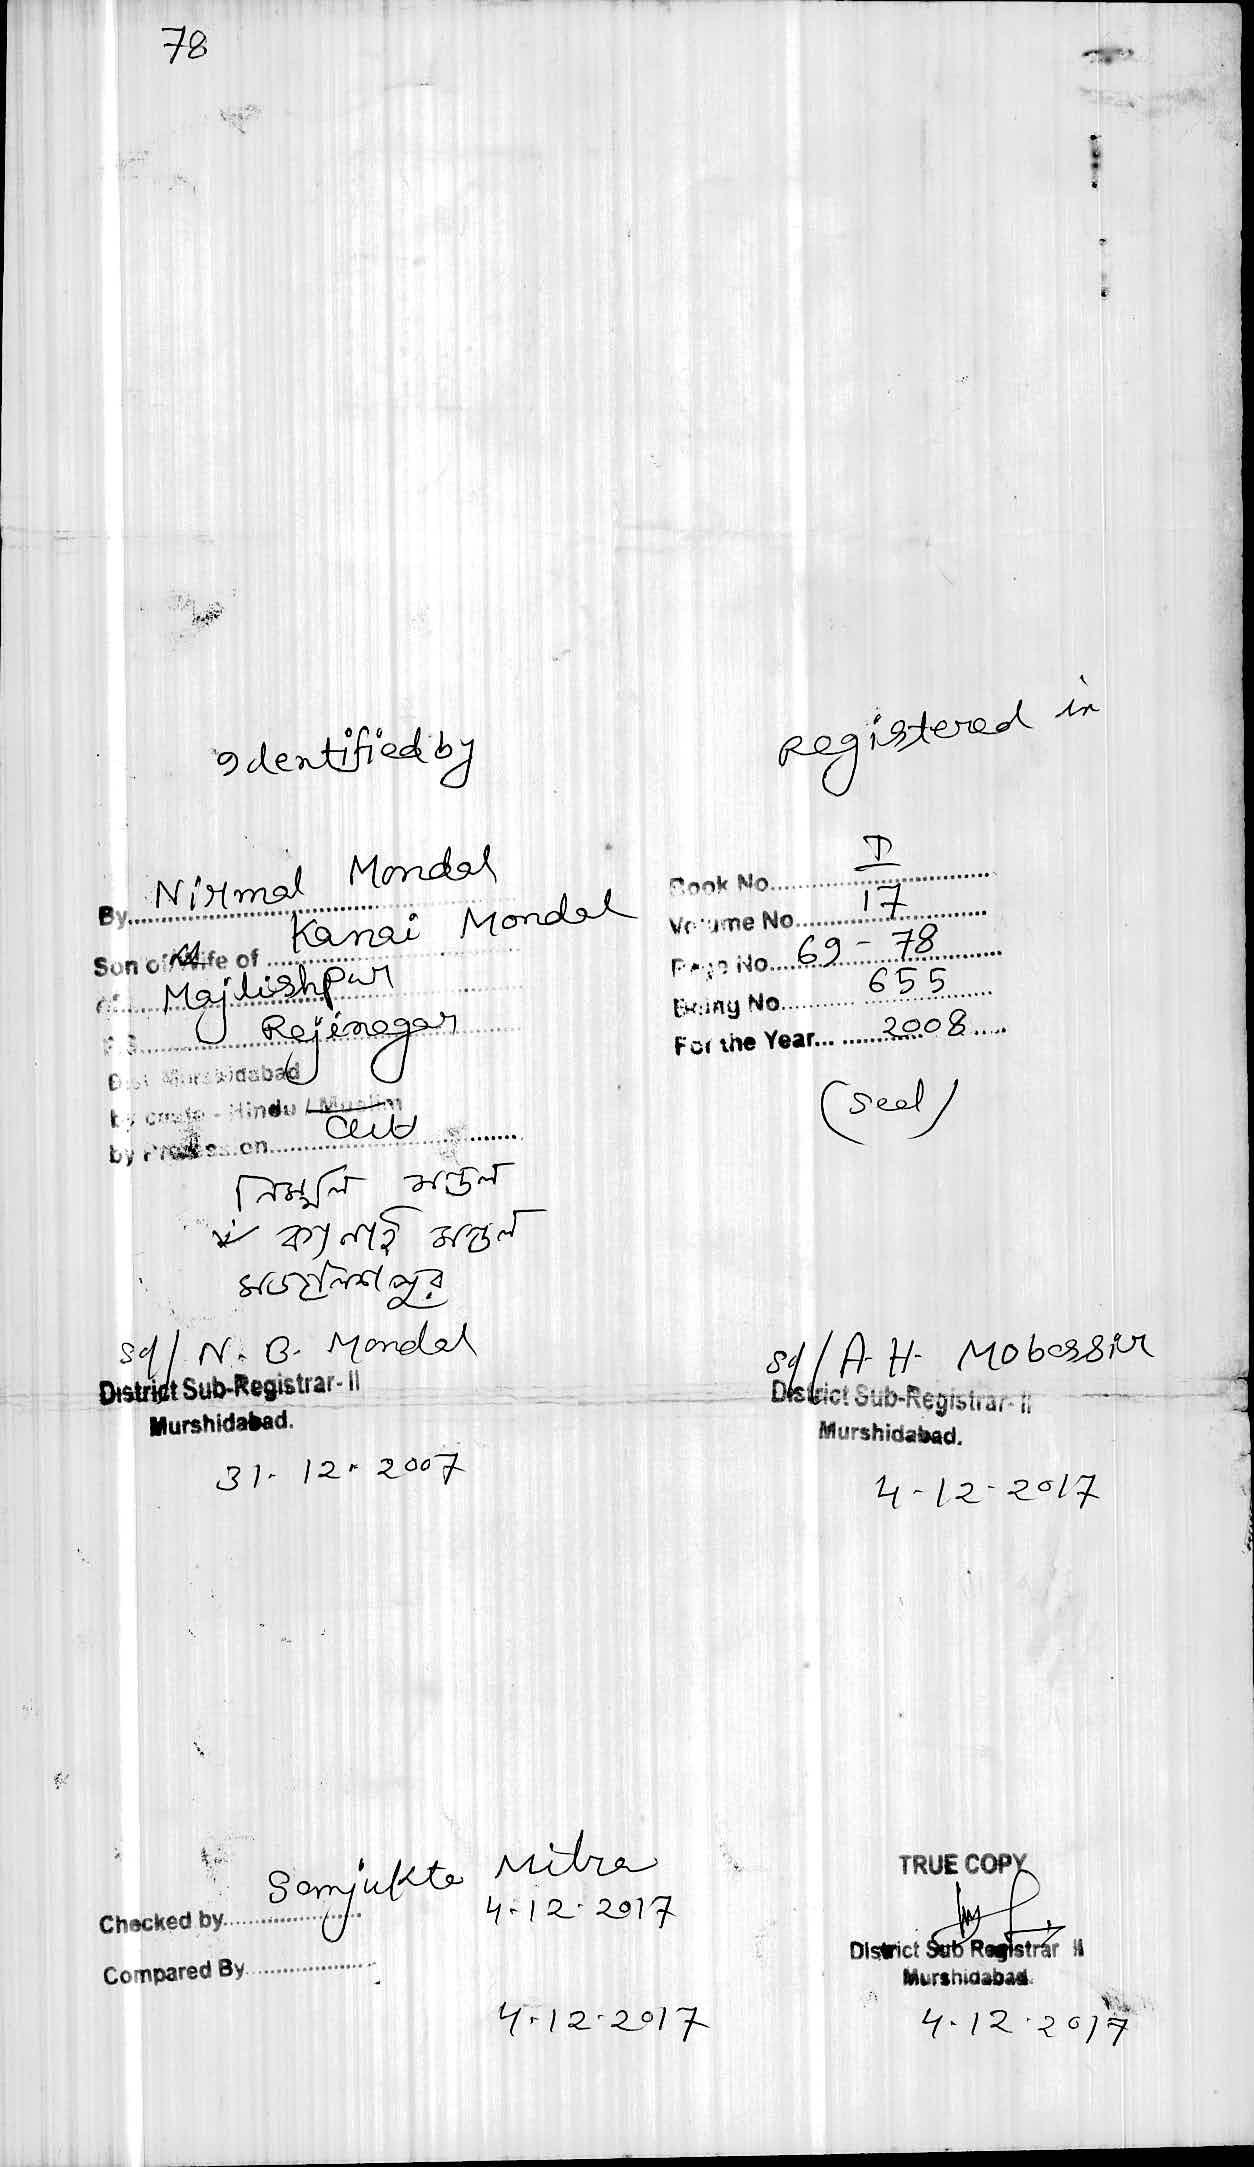 78
Identified by
By Nirmal Mondal
Son of/Wife of Kanai Mondal
of Majlishpur
P.S. Rejinagar
Dist. Murshidabad
by caste - Hindu / Muslim
by Profession
নির্ম্মল মন্ডল
কানাই মন্ডল
মজলিশপুর
sd/ N. B. Mondal
District Sub-Registrar- II
Murshidabad.
31. 12. 2007
Registered in
Book No. I
Volume No. 17
Page No. 69 - 78
Being No. 655
For the Year 2008
(Seal)
sd/ A. H. Mobassir
District Sub-Registrar- II
Murshidabad.
4-12-2017
Checked by Samjukta Mitra
4.12.2017
Compared By
4.12.2017
TRUE COPY
District Sub Registrar II
Murshidabad
4.12.2017